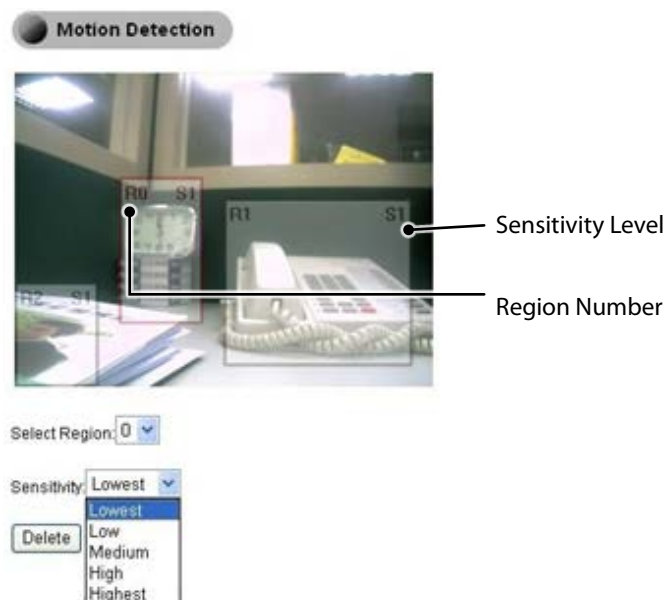 Motion Detection
R0 S1
R1 S1
Sensitivity Level
R2 S1
Region Number
Select Region: 0
Sensitivity: Lowest
Lowest
Delete
Low
Medium
High
Highest